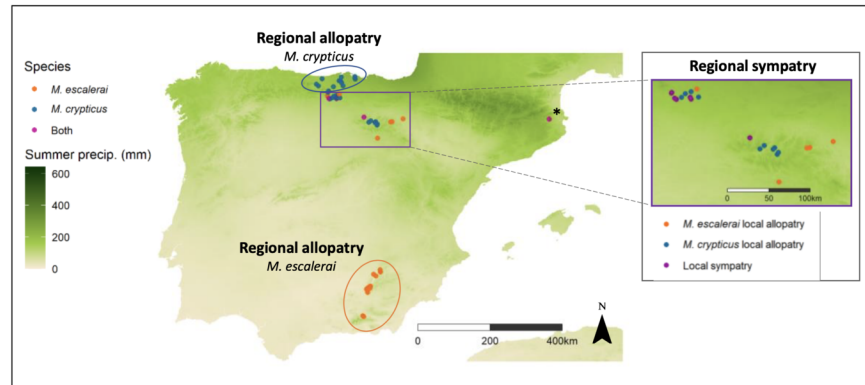 Regional allopatry
M. crypticus
Species
M. escalerai
M. crypticus
Both
Summer precip. (mm)
600
400
200
0
*
Regional allopatry
M. escalerai
N
0 200 400km
Regional sympatry
0 50 100km
M. escalerai local allopatry
M. crypticus local allopatry
Local sympatry